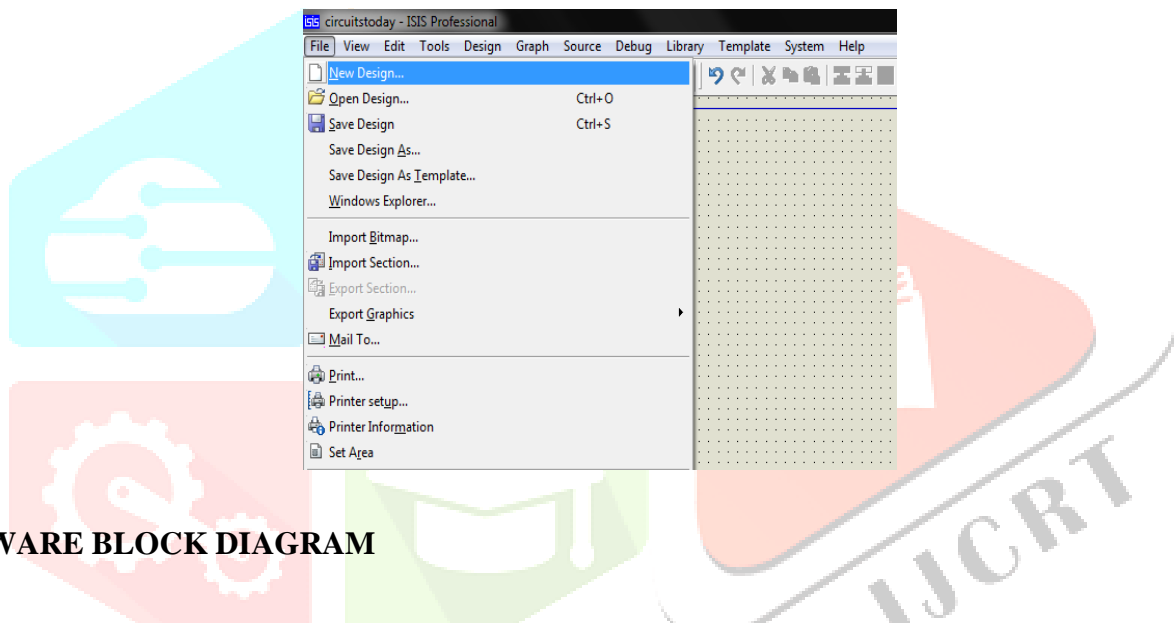 isis circuitstoday - ISIS Professional
File View Edit Tools Design Graph Source Debug Library Template System Help
New Design...
Open Design... Ctrl+O
Save Design Ctrl+S
Save Design As...
Save Design As Template...
Windows Explorer...
Import Bitmap...
Import Section...
Export Section...
Export Graphics
Mail To...
Print...
Printer setup...
Printer Information
Set Area
WARE BLOCK DIAGRAM
IJCRT